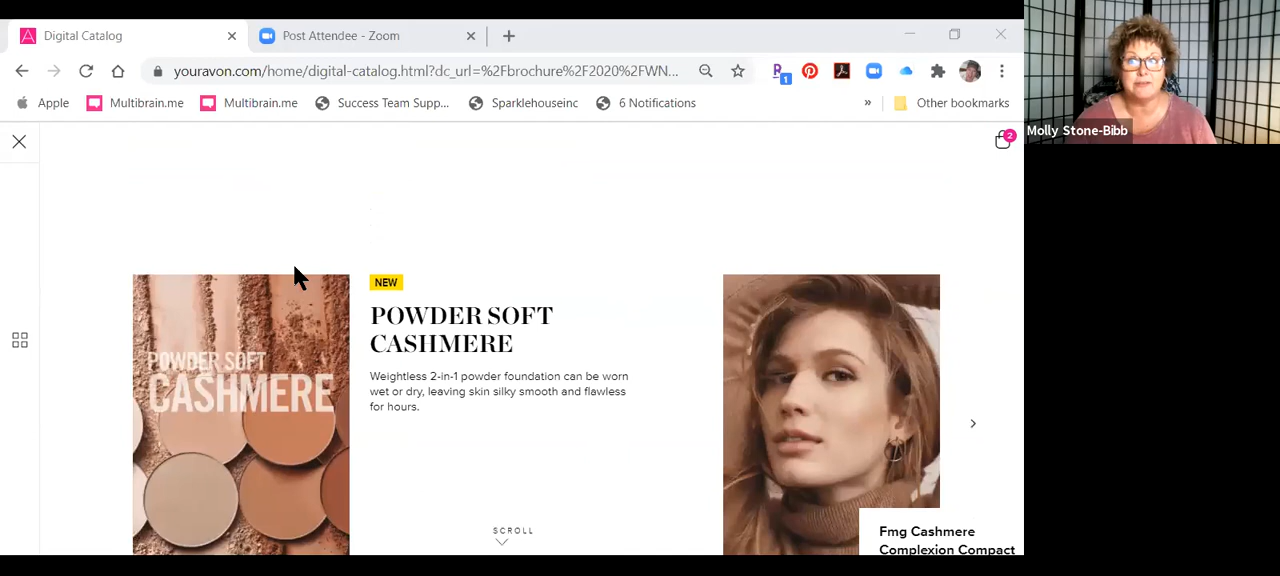 Digital Catalog
Post Attendee - Zoom
youravon.com/home/digital-catalog.html?dc_url=%2Fbrochure%2F2020%2FWN...
1
Apple
Multibrain.me
Multibrain.me
Success Team Supp...
Sparklehouseinc
6 Notifications
»
Other bookmarks
2
Molly Stone-Bibb
POWDER SOFT
CASHMERE
NEW
POWDER SOFT
CASHMERE
Weightless 2-in-1 powder foundation can be worn
wet or dry, leaving skin silky smooth and flawless
for hours.
SCROLL
Fmg Cashmere
Complexion Compact